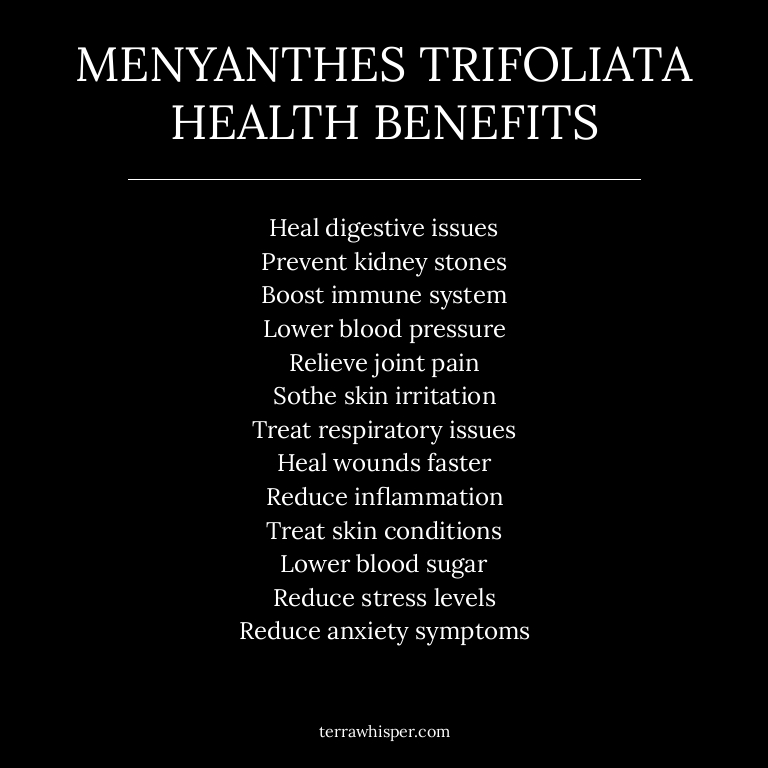 MENYANTHES TRIFOLIATA
HEALTH BENEFITS
Heal digestive issues
Prevent kidney stones
Boost immune system
Lower blood pressure
Relieve joint pain
Sothe skin irritation
Treat respiratory issues
Heal wounds faster
Reduce inflammation
Treat skin conditions
Lower blood sugar
Reduce stress levels
Reduce anxiety symptoms
terrawhisper.com